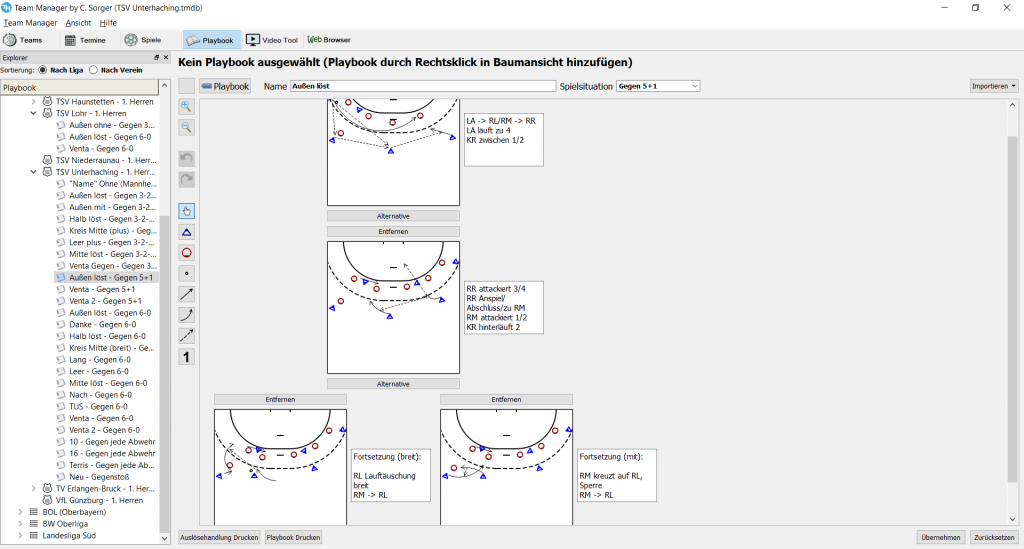 Team Manager by C. Sorger (TSV Unterhaching.tmdb)
Team Manager Ansicht Hilfe
Teams Termine Spiele Playbook Video Tool Web Browser
Explorer
Sortierung: Nach Liga Nach Verein
Playbook
TSV Haunstetten - 1. Herren
TSV Lohr - 1. Herren
Außen ohne - Gegen 3...
Außen löst - Gegen 6-0
Venta - Gegen 6-0
TSV Niederraunau - 1. Herr...
TSV Unterhaching - 1. Herr...
"Name" Ohne (Mannhe...
Außen löst - Gegen 3-2...
Außen mit - Gegen 3-2...
Halb löst - Gegen 3-2-...
Kreis Mitte (plus) - Geg...
Leer plus - Gegen 3-2-...
Mitte löst - Gegen 3-2-...
Venta Gegen - Gegen 3...
Außen löst - Gegen 5+1
Venta - Gegen 5+1
Venta 2 - Gegen 5+1
Außen löst - Gegen 6-0
Danke - Gegen 6-0
Halb löst - Gegen 6-0
Kreis Mitte (breit) - Ge...
Lang - Gegen 6-0
Leer - Gegen 6-0
Mitte löst - Gegen 6-0
Nach - Gegen 6-0
TUS - Gegen 6-0
Venta - Gegen 6-0
Venta 2 - Gegen 6-0
10 - Gegen jede Abwehr
16 - Gegen jede Abwehr
Terris - Gegen jede Ab...
Neu - Gegenstoß
TV Erlangen-Bruck - 1. Her...
VfL Günzburg - 1. Herren
BOL (Oberbayern)
BW Oberliga
Landesliga Süd
Kein Playbook ausgewählt (Playbook durch Rechtsklick in Baumansicht hinzufügen)
Playbook Name Außen löst Spielsituation Gegen 5+1 Importieren
1
LA -> RL/RM -> RR
LA läuft zu 4
KR zwischen 1/2
Alternative
Entfernen
RR attackiert 3/4
RR Anspiel/
Abschluss/zu RM
RM attackiert 1/2
KR hinterläuft 2
Alternative
Entfernen
Fortsetzung (breit):
RL Lauftäuschung
breit
RM -> RL
Entfernen
Fortsetzung (mit):
RM kreuzt auf RL,
Sperre
RM -> RL
Auslösehandlung Drucken Playbook Drucken Übernehmen Zurücksetzen